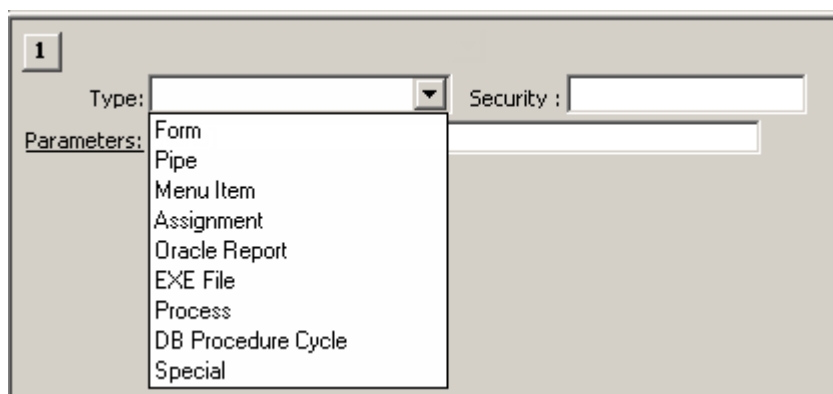 1
Type: Security :
Parameters:
Form
Pipe
Menu Item
Assignment
Oracle Report
EXE File
Process
DB Procedure Cycle
Special